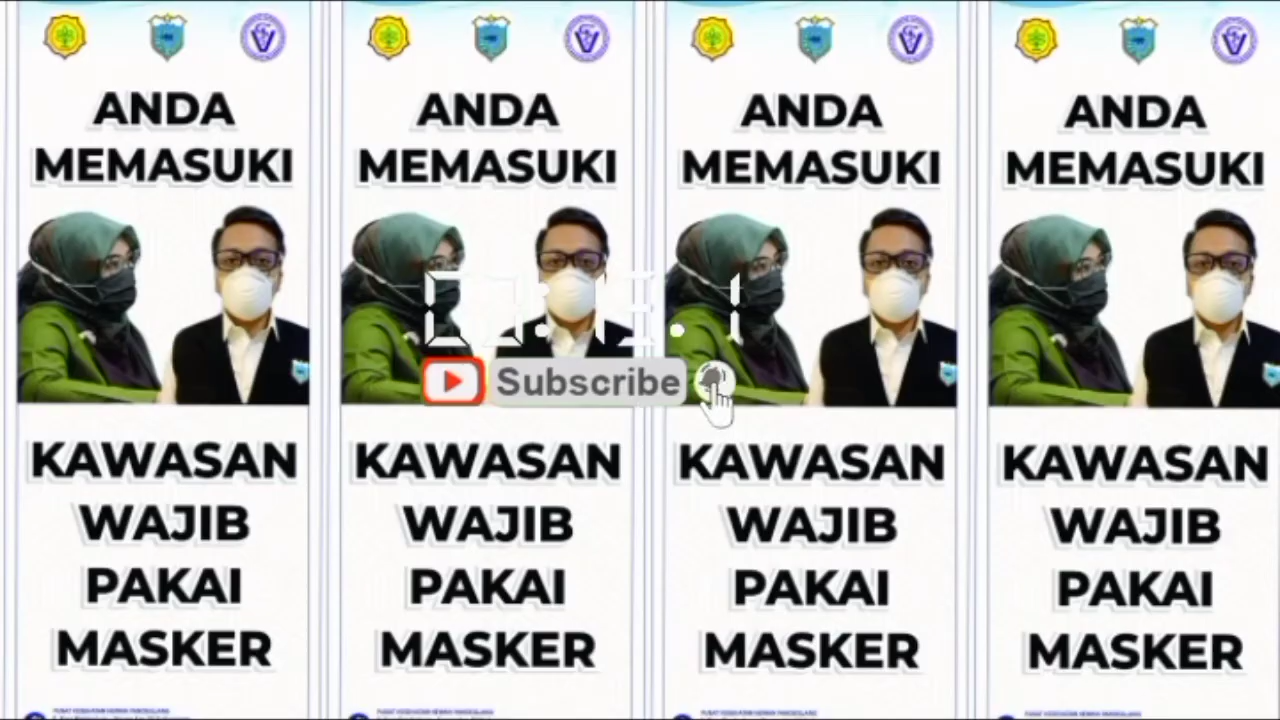 ANDA
MEMASUKI
KAWASAN
WAJIB
PAKAI
MASKER
ANDA
MEMASUKI
KAWASAN
WAJIB
PAKAI
MASKER
ANDA
MEMASUKI
KAWASAN
WAJIB
PAKAI
MASKER
ANDA
MEMASUKI
KAWASAN
WAJIB
PAKAI
MASKER
Subscribe